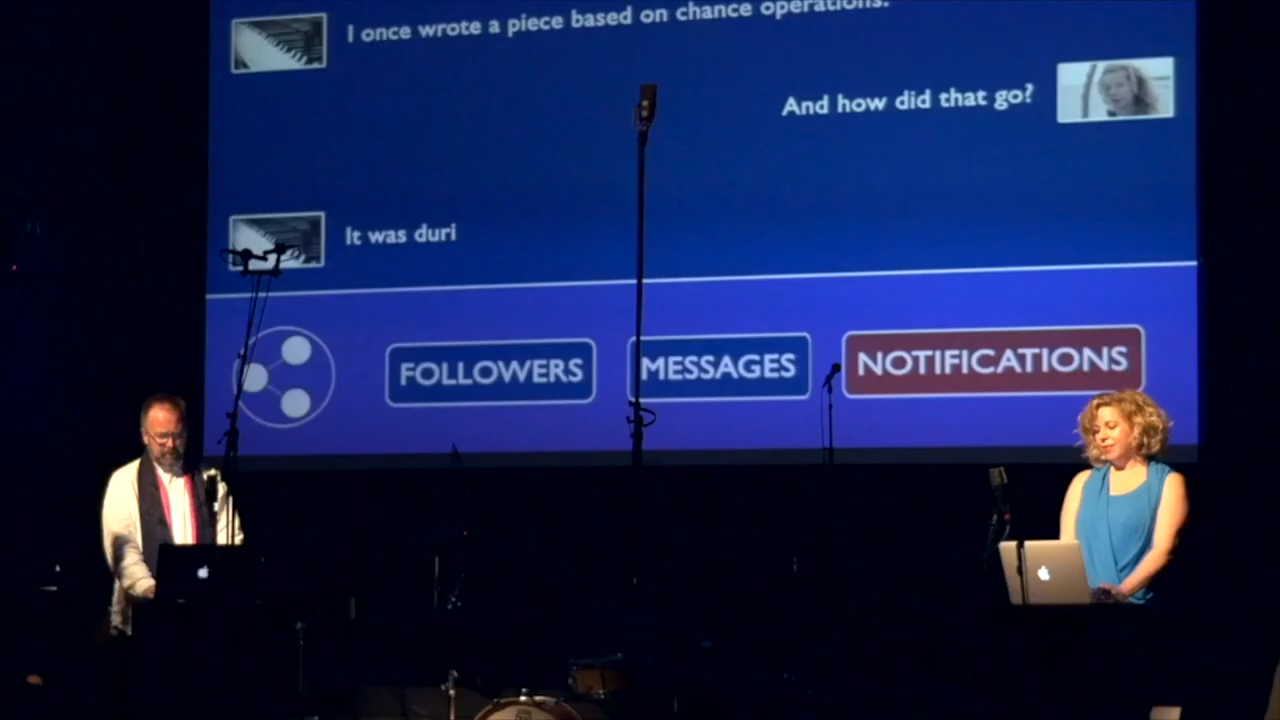 I once wrote a piece based on chance operations.
And how did that go?
It was duri
FOLLOWERS MESSAGES NOTIFICATIONS